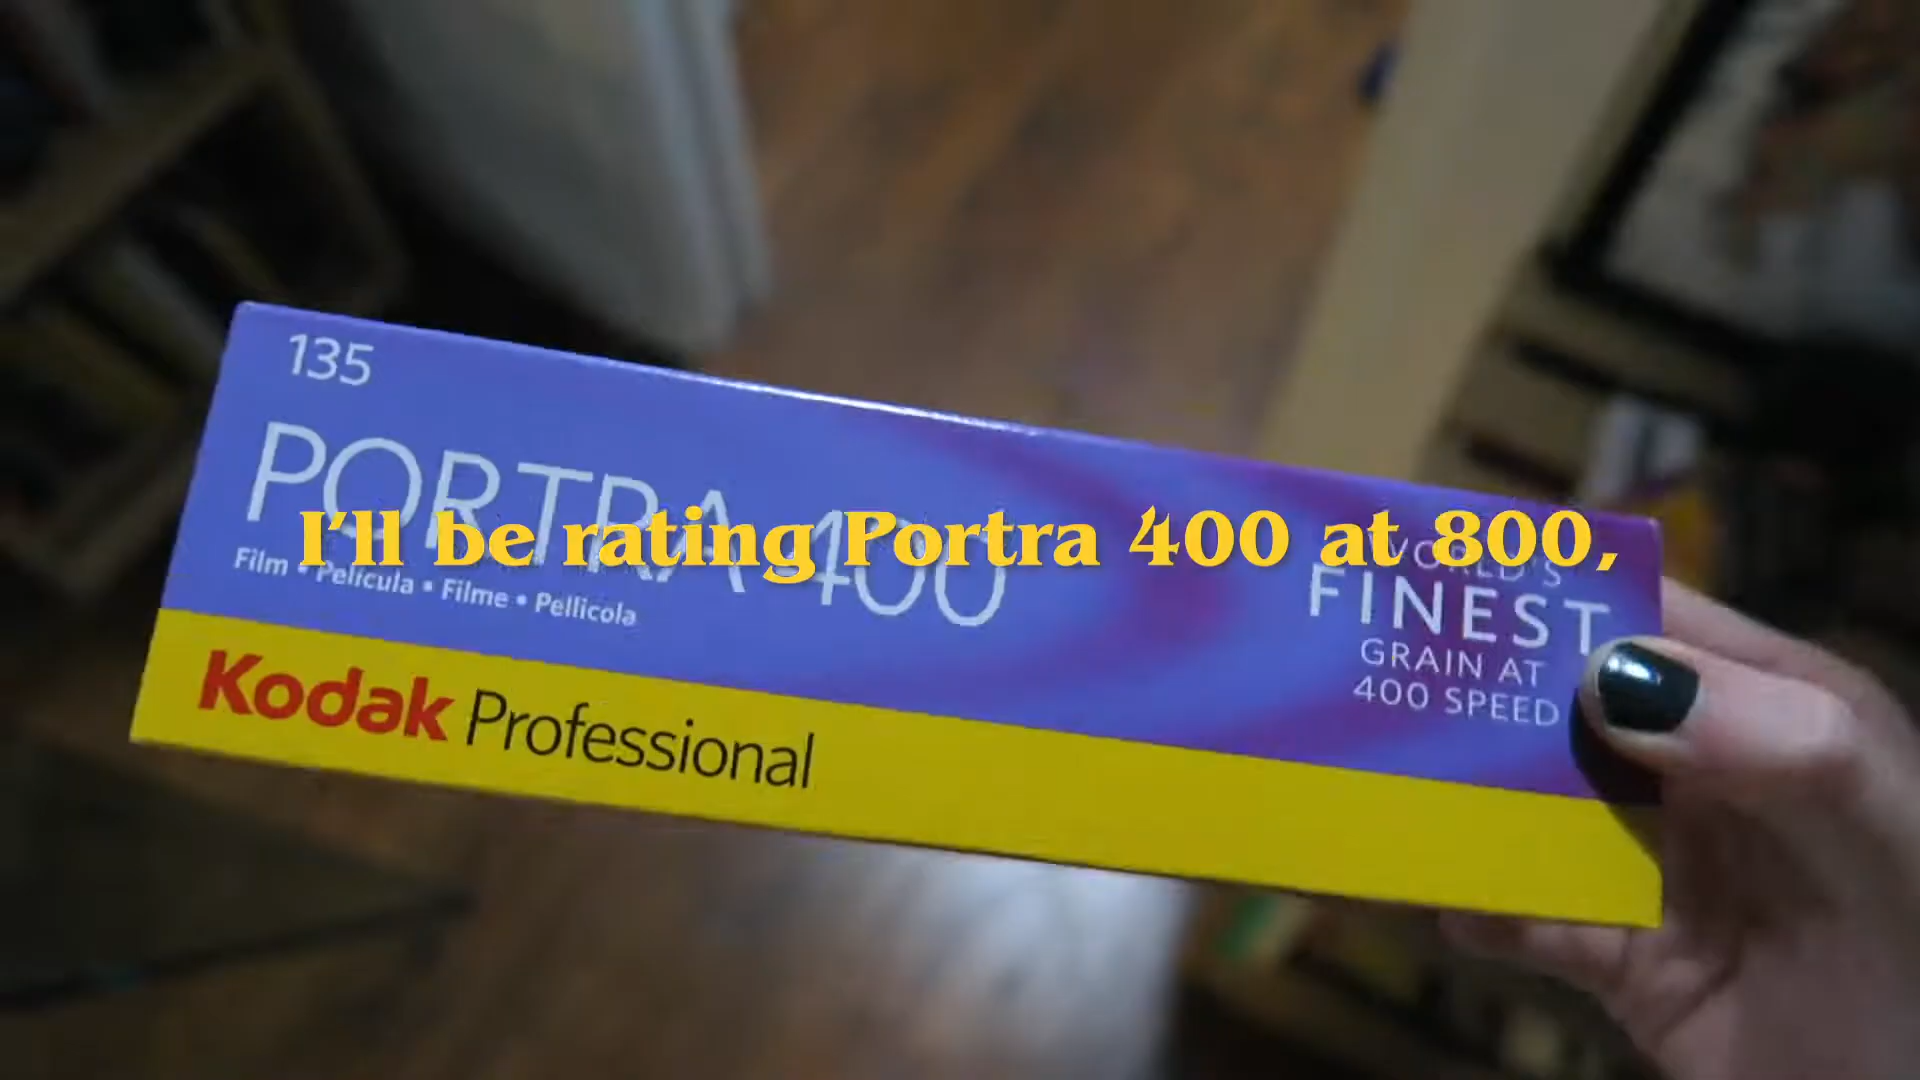 135
PORTRA 400
I'll be rating Portra 400 at 800,
Film • Película • Filme • Pellicola
WORLD'S
FINEST
GRAIN AT
400 SPEED
Kodak Professional